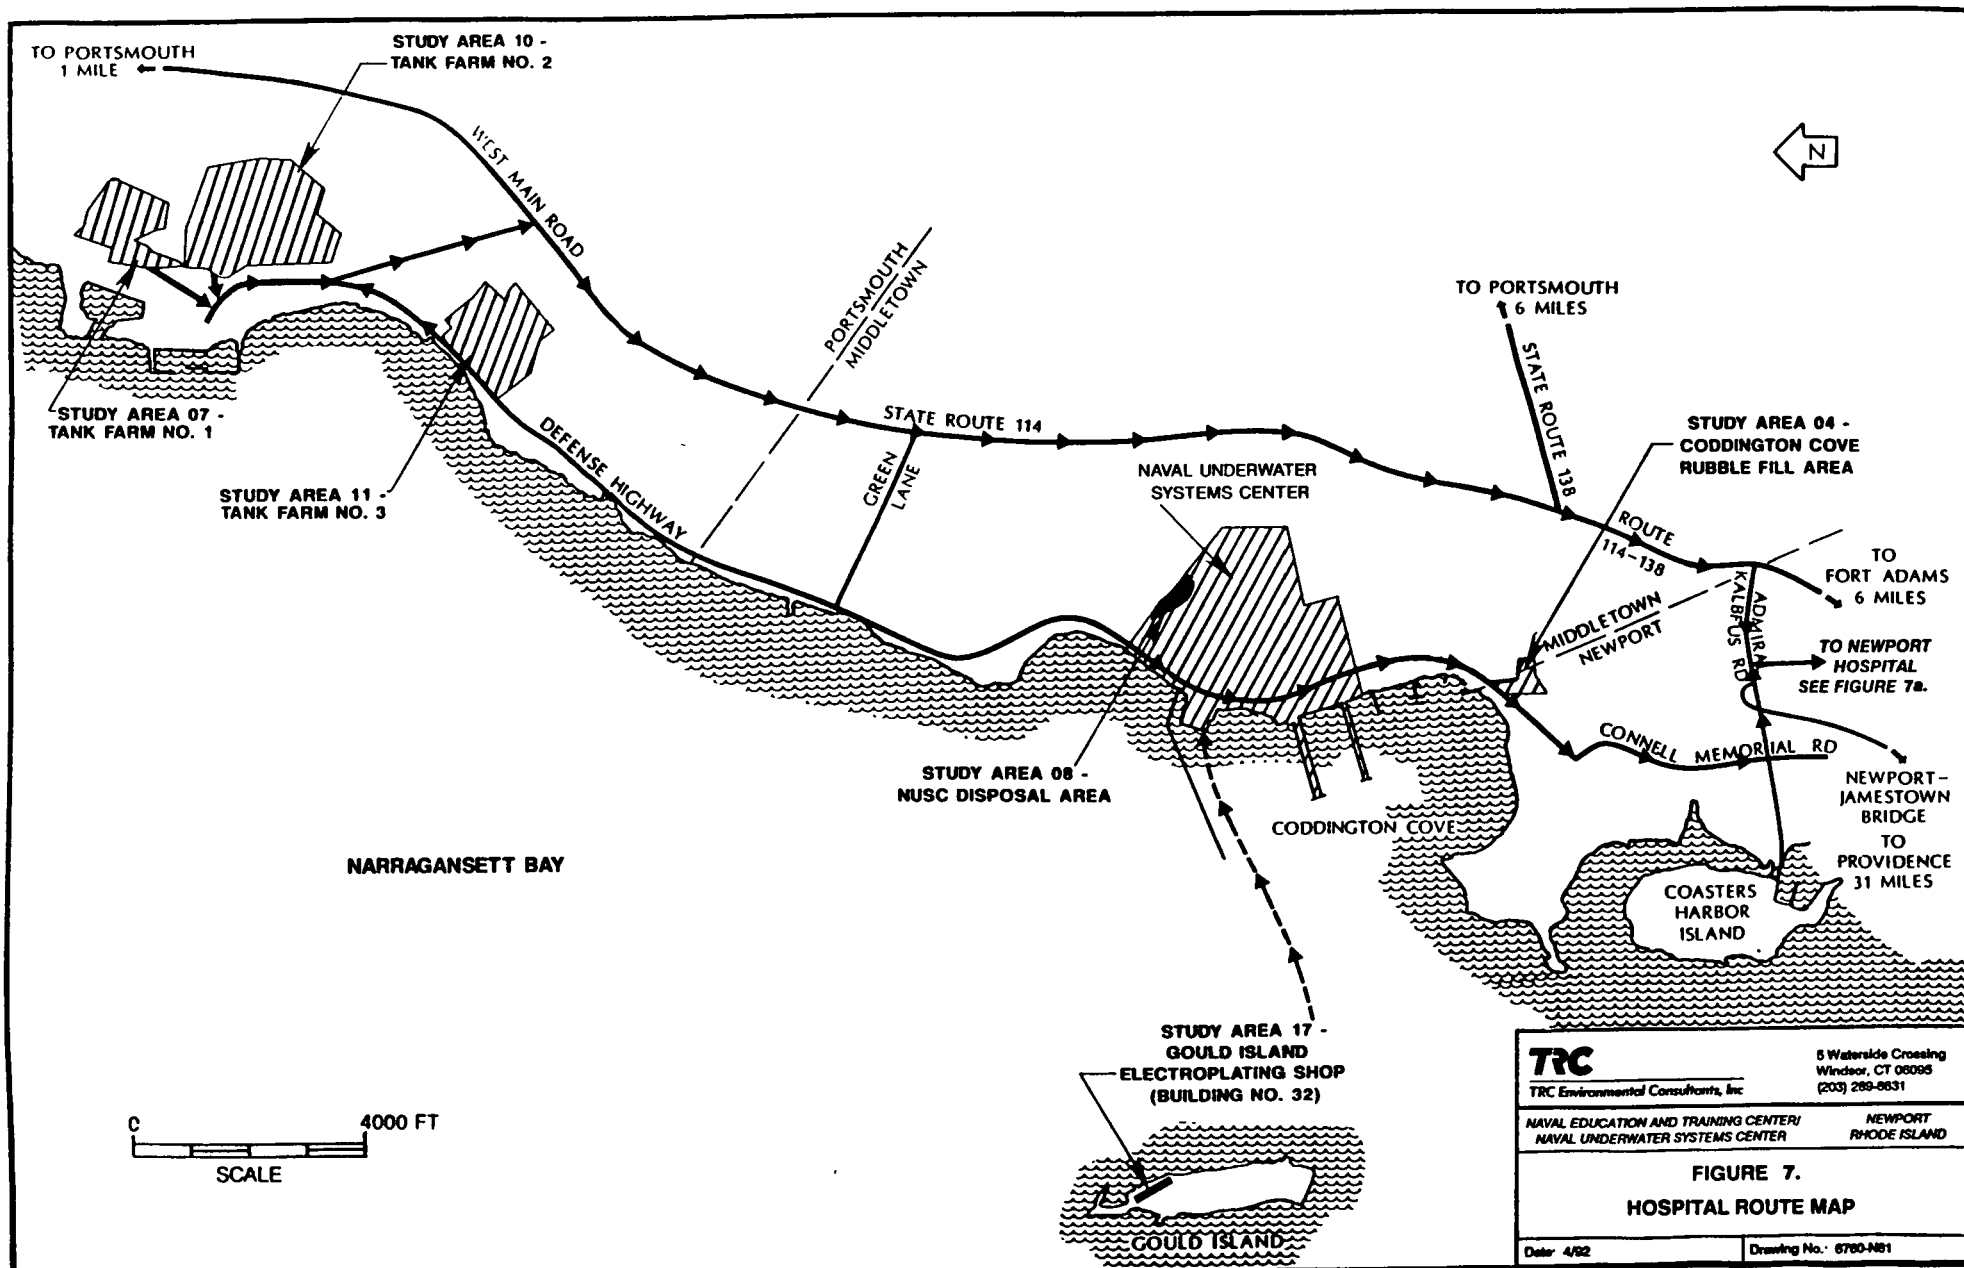 TO PORTSMOUTH
1 MILE
STUDY AREA 10 -
TANK FARM NO. 2
WEST MAIN ROAD
N
PORTSMOUTH
MIDDLETOWN
TO PORTSMOUTH
6 MILES
STATE ROUTE 138
STUDY AREA 07 -
TANK FARM NO. 1
STUDY AREA 11 -
TANK FARM NO. 3
DEFENSE HIGHWAY
STATE ROUTE 114
GREEN
LANE
NAVAL UNDERWATER
SYSTEMS CENTER
STUDY AREA 04 -
CODDINGTON COVE
RUBBLE FILL AREA
ROUTE
114-138
TO
FORT ADAMS
6 MILES
MIDDLETOWN
NEWPORT
ADMIRAL
KALBFUS RD
TO NEWPORT
HOSPITAL
SEE FIGURE 7a.
CONNELL MEMORIAL RD
NEWPORT-
JAMESTOWN
BRIDGE
TO
PROVIDENCE
31 MILES
STUDY AREA 08 -
NUSC DISPOSAL AREA
CODDINGTON COVE
NARRAGANSETT BAY
COASTERS
HARBOR
ISLAND
STUDY AREA 17 -
GOULD ISLAND
ELECTROPLATING SHOP
(BUILDING NO. 32)
GOULD ISLAND
0 4000 FT
SCALE
TRC
TRC Environmental Consultants, Inc
5 Waterside Crossing
Windsor, CT 06095
(203) 289-8631
NAVAL EDUCATION AND TRAINING CENTER/
NAVAL UNDERWATER SYSTEMS CENTER
NEWPORT
RHODE ISLAND
FIGURE 7.
HOSPITAL ROUTE MAP
Date: 4/92
Drawing No.: 6760-N61